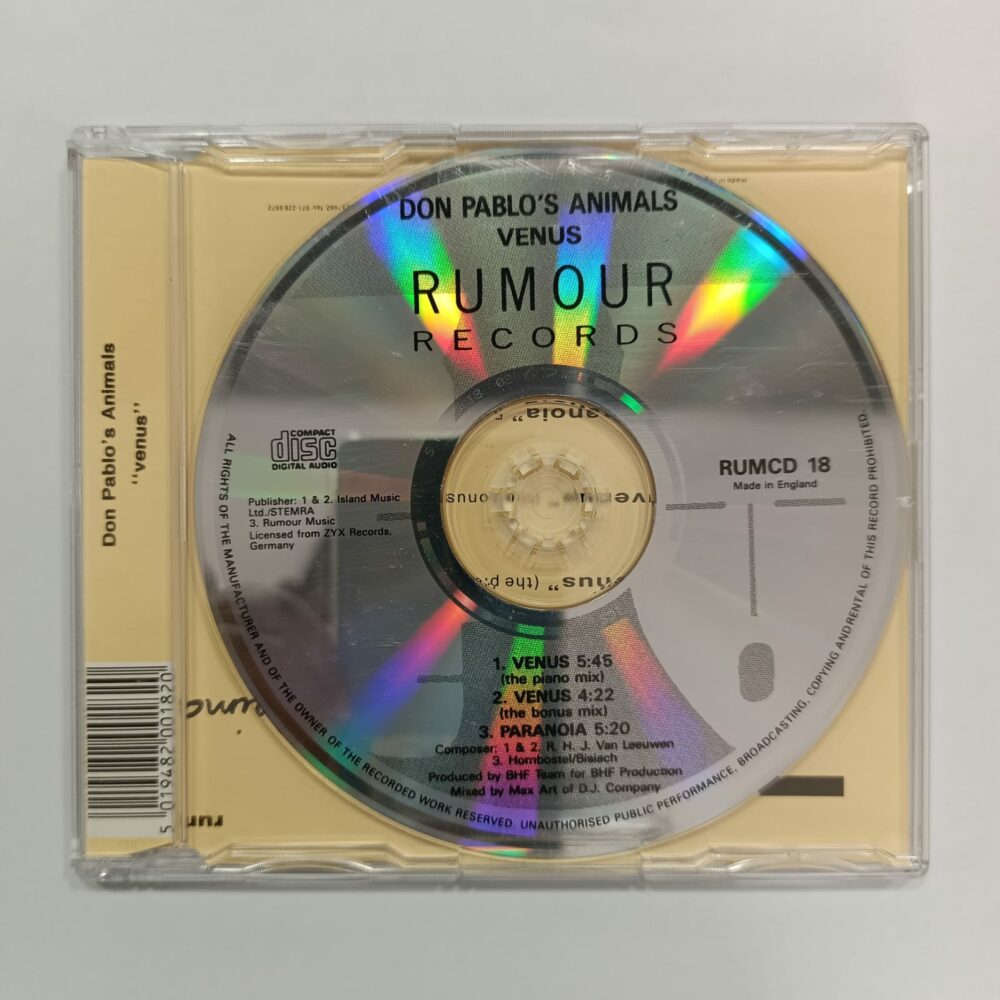 Don Pablo's Animals
"venus"
5 019482 001820
DON PABLO'S ANIMALS
VENUS
RUMOUR
RECORDS
COMPACT
disc
DIGITAL AUDIO
Publisher: 1 & 2. Island Music
Ltd./STEMRA
3. Rumour Music
Licensed from ZYX Records,
Germany
RUMCD 18
Made in England
1. VENUS 5:45
(the piano mix)
2. VENUS 4:22
(the bonus mix)
3. PARANOIA 5:20
Composer: 1 & 2. R. H. J. Van Leeuwen
3. Hornbostel/Bislach
Produced by BHF Team for BHF Production
Mixed by Max Art of D.J. Company
ALL RIGHTS OF THE MANUFACTURER AND OF THE OWNER OF THE RECORDED WORK RESERVED. UNAUTHORISED PUBLIC PERFORMANCE, BROADCASTING, COPYING ANDRENTAL OF THIS RECORD PROHIBITED.